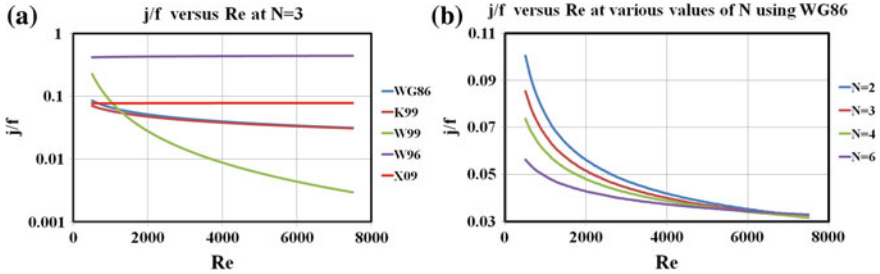 (a)
j/f versus Re at N=3
1
0.1
0.01
0.001
j/f
0
2000
4000
6000
8000
Re
WG86
K99
W99
W96
X09
(b)
j/f versus Re at various values of N using WG86
0.11
0.09
0.07
0.05
0.03
j/f
0
2000
4000
6000
8000
Re
N=2
N=3
N=4
N=6